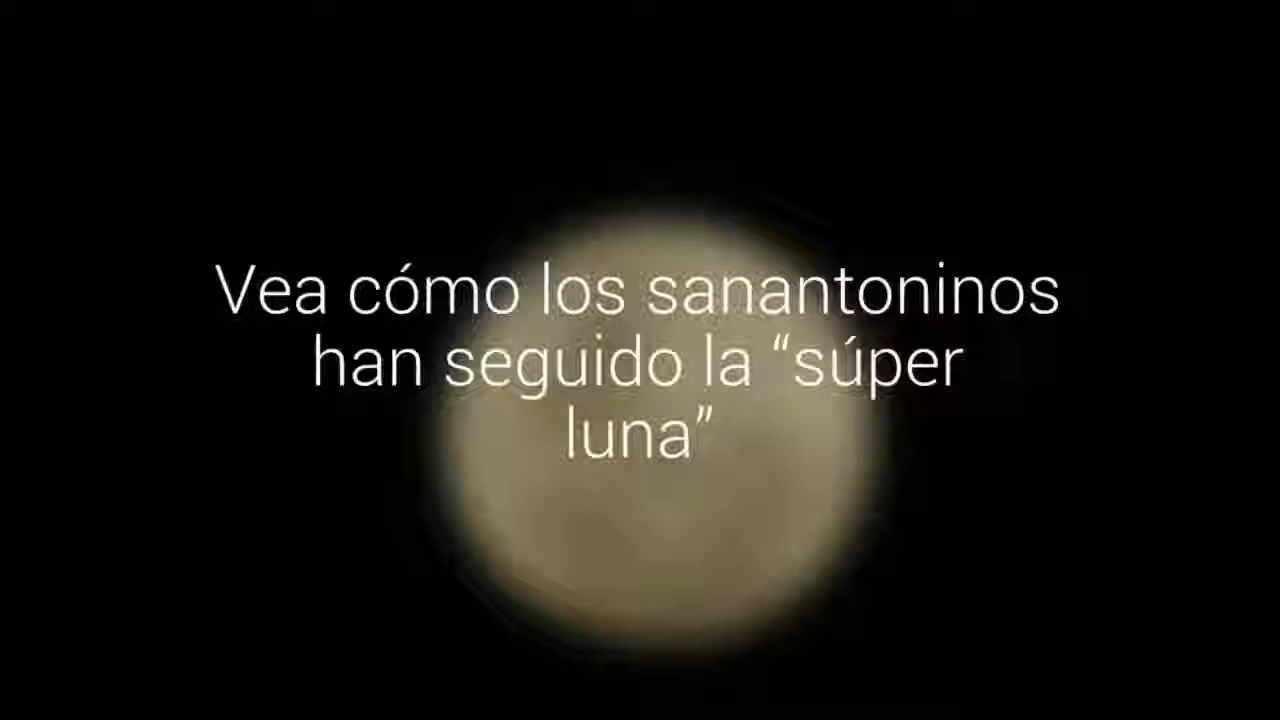 Vea cómo los sanantoninos
han seguido la “súper
luna”